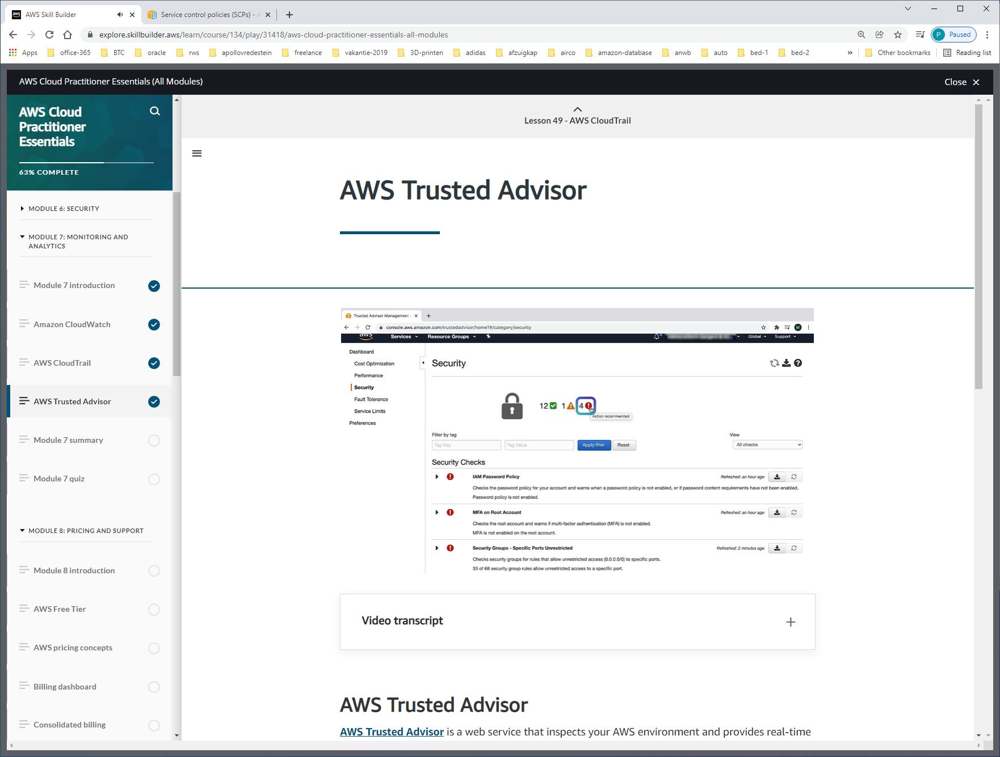 AWS Skill Builder
Service control policies (SCPs) - A
explore.skillbuilder.aws/learn/course/134/play/31418/aws-cloud-practitioner-essentials-all-modules
P Paused
Apps office-365 BTC oracle rws apollovredestein freelance vakantie-2019 3D-printen adidas afzuigkap airco amazon-database anwb auto bed-1 bed-2 » Other bookmarks Reading list
AWS Cloud Practitioner Essentials (All Modules)
Close
AWS Cloud
Practitioner
Essentials
63% COMPLETE
MODULE 6: SECURITY
MODULE 7: MONITORING AND
ANALYTICS
Module 7 introduction
Amazon CloudWatch
AWS CloudTrail
AWS Trusted Advisor
Module 7 summary
Module 7 quiz
MODULE 8: PRICING AND SUPPORT
Module 8 introduction
AWS Free Tier
AWS pricing concepts
Billing dashboard
Consolidated billing
Lesson 49 - AWS CloudTrail
AWS Trusted Advisor
Trusted Advisor Management
console.aws.amazon.com/trustedadvisor/home?#/category/security
M
aws Services Resource Groups Global Support
Dashboard
Cost Optimization
Performance
Security
Fault Tolerance
Service Limits
Preferences
Security
12 1 4
Action recommended
Filter by tag
View
Tag Key Tag Value Apply filter Reset All checks
Security Checks
IAM Password Policy Refreshed: an hour ago
Checks the password policy for your account and warns when a password policy is not enabled, or if password content requirements have not been enabled.
Password policy is not enabled.
MFA on Root Account Refreshed: an hour ago
Checks the root account and warns if multi-factor authentication (MFA) is not enabled.
MFA is not enabled on the root account.
Security Groups - Specific Ports Unrestricted Refreshed: 2 minutes ago
Checks security groups for rules that allow unrestricted access (0.0.0.0/0) to specific ports.
33 of 68 security group rules allow unrestricted access to a specific port.
Video transcript
AWS Trusted Advisor
AWS Trusted Advisor is a web service that inspects your AWS environment and provides real-time